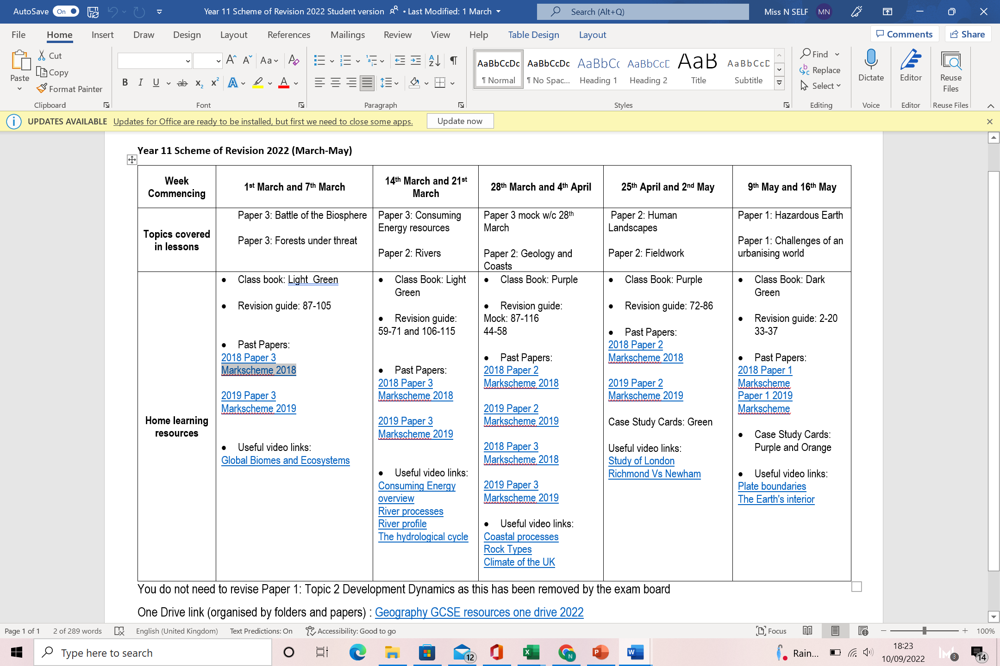 AutoSave On Year 11 Scheme of Revision 2022 Student version • Last Modified: 1 March Search (Alt+Q) Miss N SELF MN
File Home Insert Draw Design Layout References Mailings Review View Help Table Design Layout Comments Share
Paste
Cut
Copy
Format Painter
Clipboard
Font
Paragraph
AaBbCcDc AaBbCcDc AaBbCc AaBbCcD AaB AaBbCcD
¶ Normal ¶ No Spac... Heading 1 Heading 2 Title Subtitle
Styles
Find
Replace
Select
Editing
Dictate
Voice
Editor
Editor
Reuse
Files
Reuse Files
UPDATES AVAILABLE Updates for Office are ready to be installed, but first we need to close some apps. Update now
Year 11 Scheme of Revision 2022 (March-May)
Week
Commencing
1st March and 7th March
14th March and 21st
March
28th March and 4th April
25th April and 2nd May
9th May and 16th May
Topics covered
in lessons
Paper 3: Battle of the Biosphere
Paper 3: Forests under threat
Paper 3: Consuming
Energy resources
Paper 2: Rivers
Paper 3 mock w/c 28th
March
Paper 2: Geology and
Coasts
Paper 2: Human
Landscapes
Paper 2: Fieldwork
Paper 1: Hazardous Earth
Paper 1: Challenges of an
urbanising world
Home learning
resources
• Class book: Light Green
• Revision guide: 87-105
• Past Papers:
2018 Paper 3
Markscheme 2018
2019 Paper 3
Markscheme 2019
• Useful video links:
Global Biomes and Ecosystems
• Class Book: Light
Green
• Revision guide:
59-71 and 106-115
• Past Papers:
2018 Paper 3
Markscheme 2018
2019 Paper 3
Markscheme 2019
• Useful video links:
Consuming Energy
overview
River processes
River profile
The hydrological cycle
• Class Book: Purple
• Revision guide:
Mock: 87-116
44-58
• Past Papers:
2018 Paper 2
Markscheme 2018
2019 Paper 2
Markscheme 2019
2018 Paper 3
Markscheme 2018
2019 Paper 3
Markscheme 2019
• Useful video links:
Coastal processes
Rock Types
Climate of the UK
• Class Book: Purple
• Revision guide: 72-86
• Past Papers:
2018 Paper 2
Markscheme 2018
2019 Paper 2
Markscheme 2019
Case Study Cards: Green
Useful video links:
Study of London
Richmond Vs Newham
• Class Book: Dark
Green
• Revision guide: 2-20
33-37
• Past Papers:
2018 Paper 1
Markscheme
Paper 1 2019
Markscheme
• Case Study Cards:
Purple and Orange
• Useful video links:
Plate boundaries
The Earth's interior
You do not need to revise Paper 1: Topic 2 Development Dynamics as this has been removed by the exam board
One Drive link (organised by folders and papers) : Geography GCSE resources one drive 2022
Page 1 of 1 2 of 289 words English (United Kingdom) Text Predictions: On Accessibility: Good to go Focus 100%
Type here to search 12 N Rain... 18:23
10/09/2022 3 14